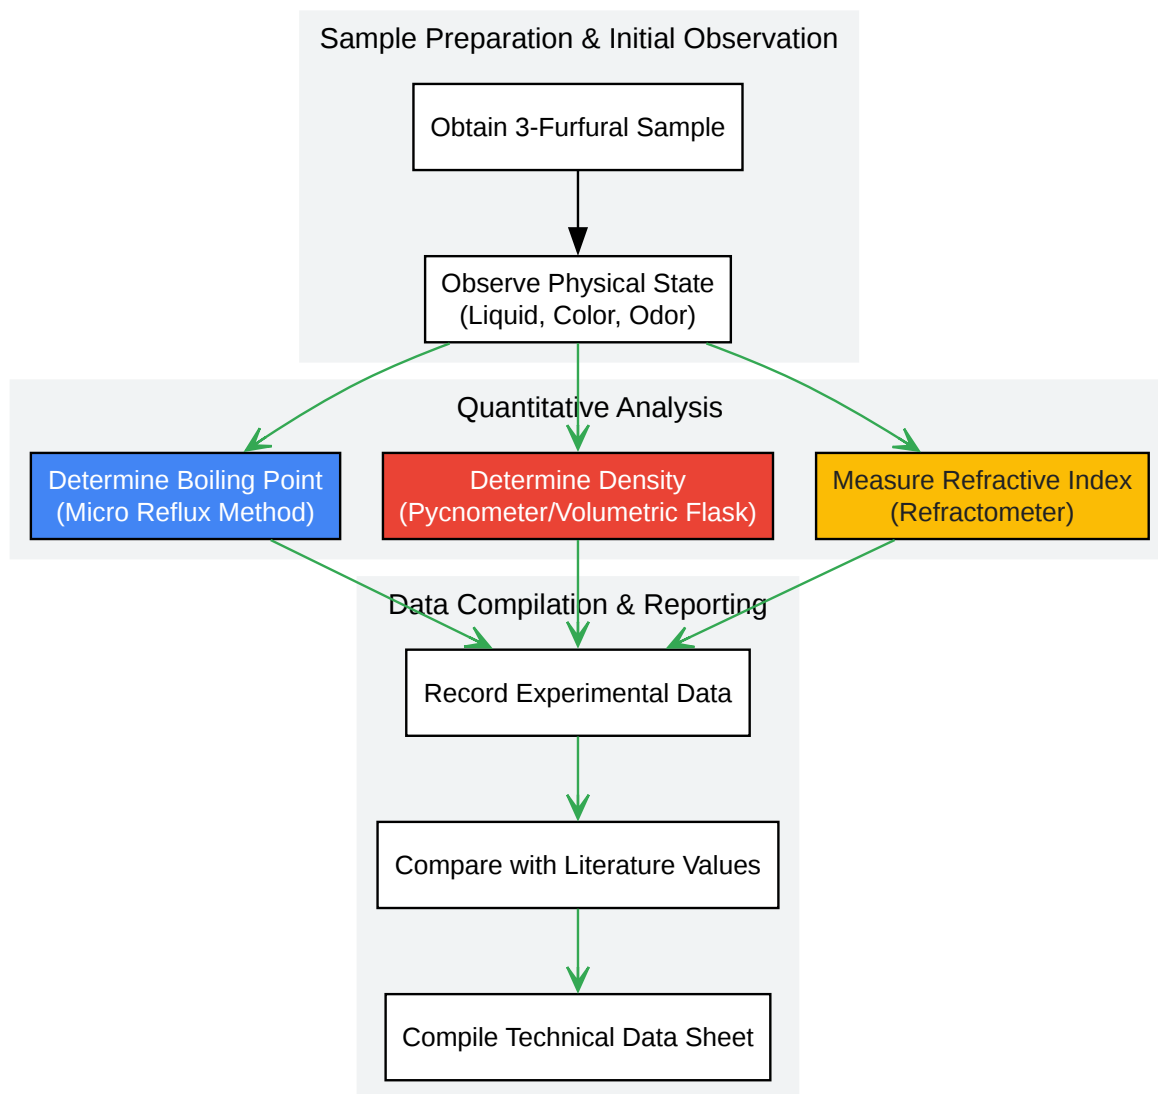 Sample Preparation & Initial Observation
Obtain 3-Furfural Sample
Observe Physical State
(Liquid, Color, Odor)
Quantitative Analysis
Determine Boiling Point
(Micro Reflux Method)
Determine Density
(Pycnometer/Volumetric Flask)
Measure Refractive Index
(Refractometer)
Data Compilation & Reporting
Record Experimental Data
Compare with Literature Values
Compile Technical Data Sheet